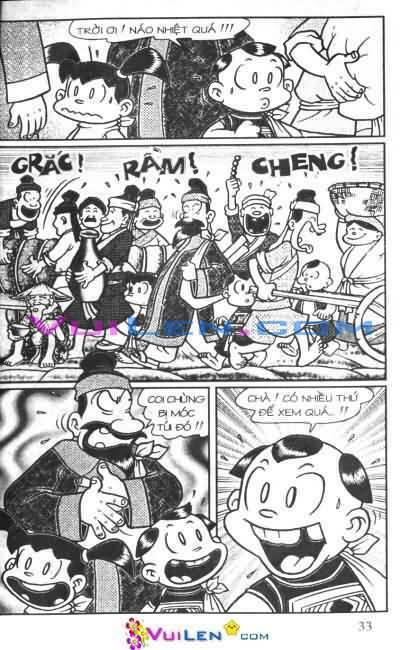 TRỜI ƠI! NÁO NHIỆT QUÁ!!!
GRẮC! RẦM! CHENG!
VUILEN.COM
COI CHỪNG
BỊ MÓC
TÚI ĐÓ!!
CHÀ! CÓ NHIỀU THỨ
ĐỂ XEM QUÁ..!!
33
VUILEN.COM